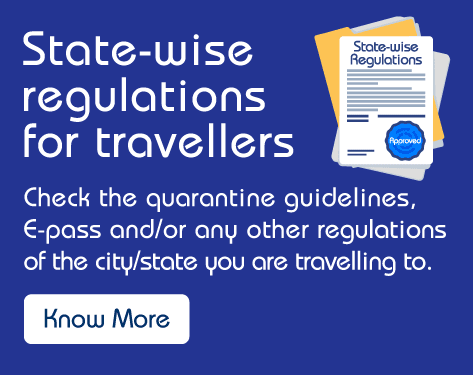 State-wise
regulations
for travellers
State-wise
Regulations
Approved
Check the quarantine guidelines,
E-pass and/or any other regulations
of the city/state you are travelling to.
Know More